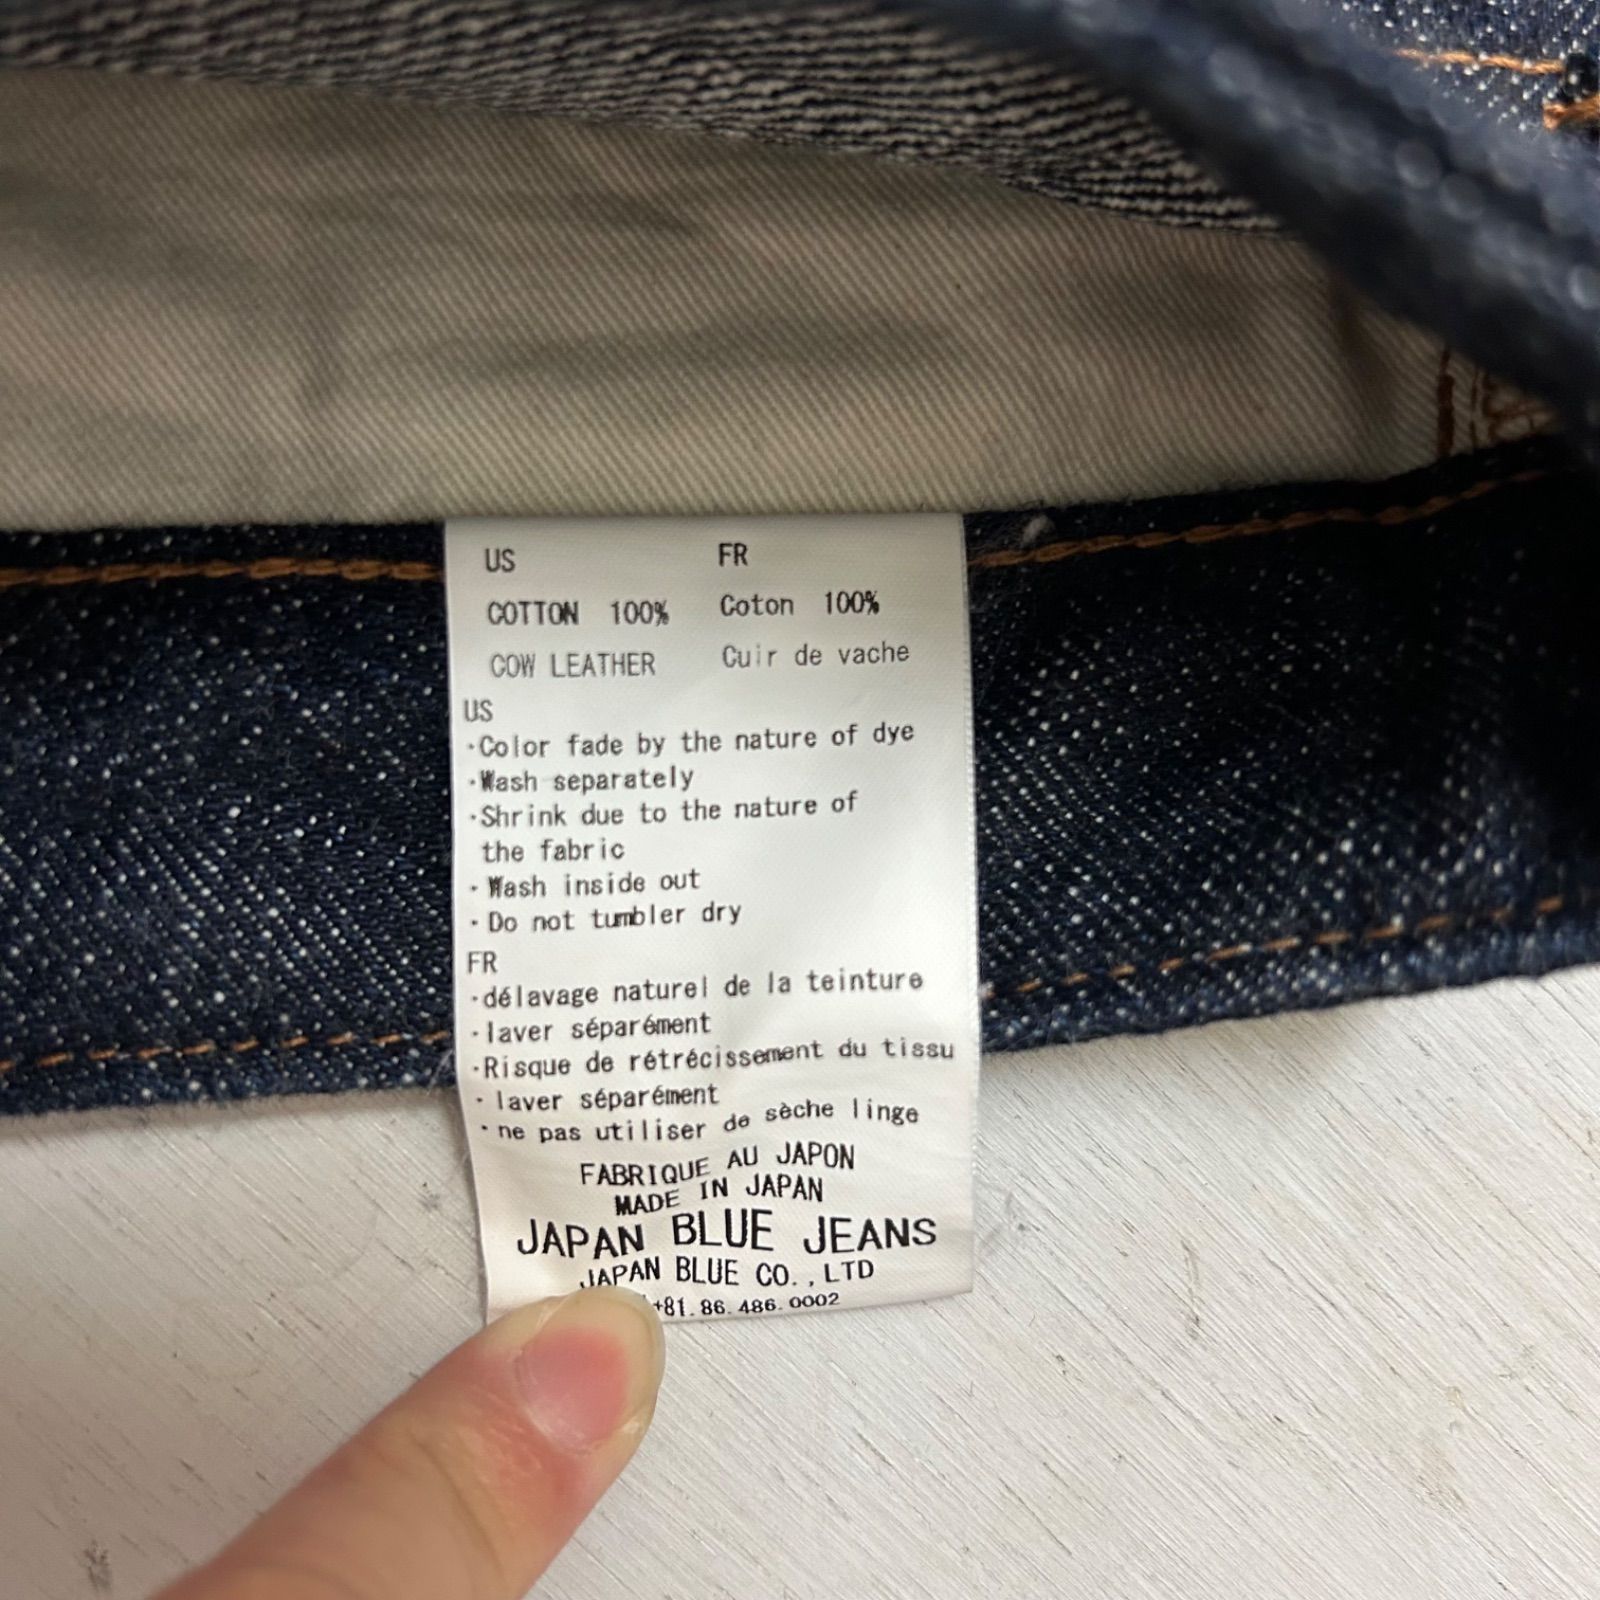 US FR
COTTON 100% Coton 100%
COW LEATHER Cuir de vache
US
・Color fade by the nature of dye
・Wash separately
・Shrink due to the nature of
the fabric
・Wash inside out
・Do not tumbler dry
FR
・délavage naturel de la teinture
・laver séparément
・Risque de rétrécissement du tissu
・laver séparément
・ne pas utiliser de sèche linge
FABRIQUE AU JAPON
MADE IN JAPAN
JAPAN BLUE JEANS
JAPAN BLUE CO.,LTD
+81.86.486.0002